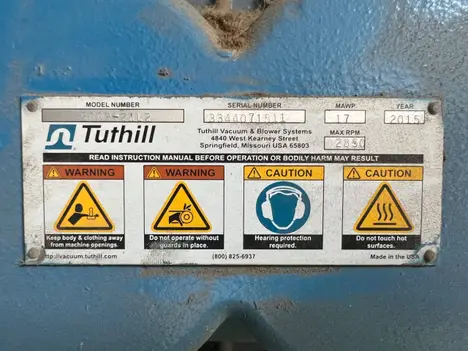 MODEL NUMBER SERIAL NUMBER MAWP YEAR
17 2015
Tuthill
Tuthill Vacuum & Blower Systems
4840 West Kearney Street
Springfield, Missouri USA 65803
MAX RPM
READ INSTRUCTION MANUAL BEFORE OPERATION OR BODILY HARM MAY RESULT
WARNING
Keep body & clothing away
from machine openings.
WARNING
Do not operate without
guards in place.
CAUTION
Hearing protection
required.
CAUTION
Do not touch hot
surfaces.
http://vacuum.tuthill.com (800) 825-6937 Made in the USA